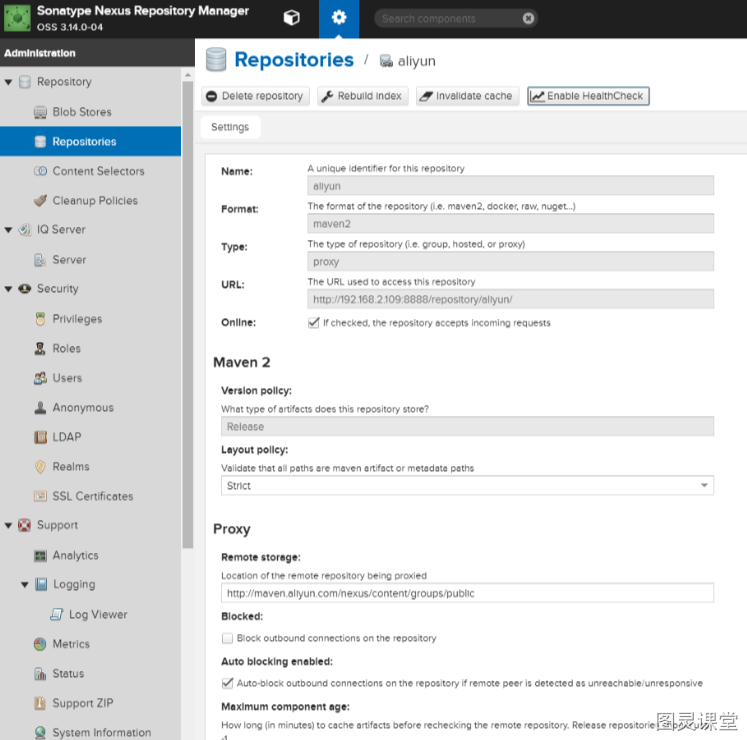 Sonatype Nexus Repository Manager
OSS 3.14.0-04
Search components
Administration
Repository
Blob Stores
Repositories
Content Selectors
Cleanup Policies
IQ Server
Server
Security
Privileges
Roles
Users
Anonymous
LDAP
Realms
SSL Certificates
Support
Analytics
Logging
Log Viewer
Metrics
Status
Support ZIP
System Information
Repositories / aliyun
Delete repository
Rebuild index
Invalidate cache
Enable HealthCheck
Settings
Name: A unique identifier for this repository
aliyun
Format: The format of the repository (i.e. maven2, docker, raw, nuget...)
maven2
Type: The type of repository (i.e. group, hosted, or proxy)
proxy
URL: The URL used to access this repository
http://192.168.2.109:8888/repository/aliyun/
Online: If checked, the repository accepts incoming requests
Maven 2
Version policy:
What type of artifacts does this repository store?
Release
Layout policy:
Validate that all paths are maven artifact or metadata paths
Strict
Proxy
Remote storage:
Location of the remote repository being proxied
http://maven.aliyun.com/nexus/content/groups/public
Blocked:
Block outbound connections on the repository
Auto blocking enabled:
Auto-block outbound connections on the repository if remote peer is detected as unreachable/unresponsive
Maximum component age:
How long (in minutes) to cache artifacts before rechecking the remote repository. Release repositories
-1
图灵课堂